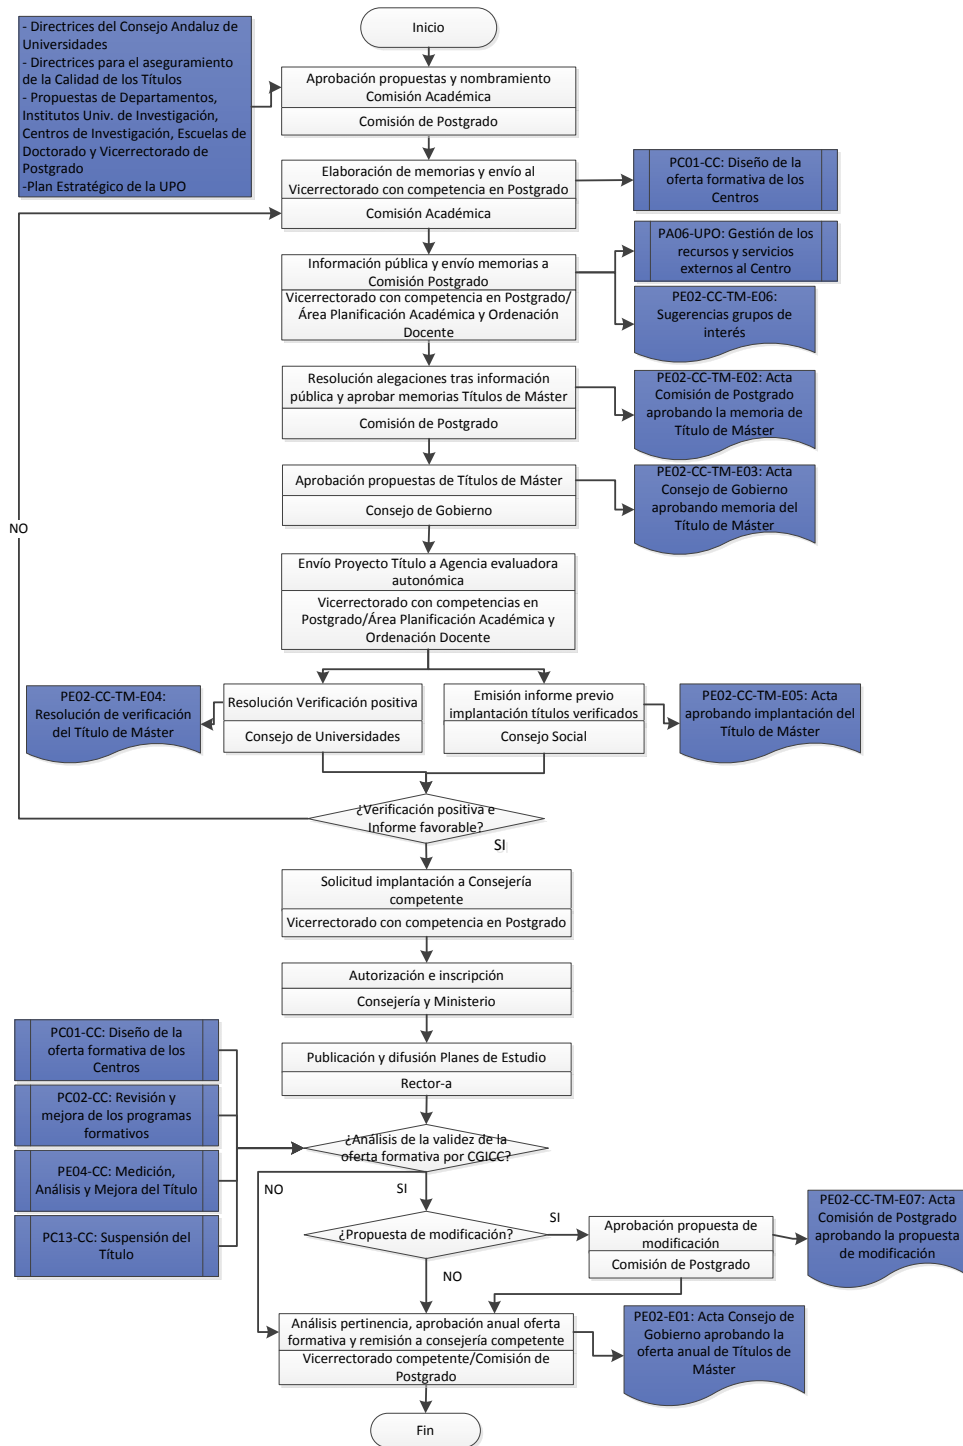 Inicio
- Directrices del Consejo Andaluz de
Universidades
- Directrices para el aseguramiento
de la Calidad de los Títulos
- Propuestas de Departamentos,
Institutos Univ. de Investigación,
Centros de Investigación, Escuelas de
Doctorado y Vicerrectorado de
Postgrado
-Plan Estratégico de la UPO
Aprobación propuestas y nombramiento
Comisión Académica
Comisión de Postgrado
Elaboración de memorias y envío al
Vicerrectorado con competencia en Postgrado
Comisión Académica
PC01-CC: Diseño de la
oferta formativa de los
Centros
Información pública y envío memorias a
Comisión Postgrado
Vicerrectorado con competencia en Postgrado/
Área Planificación Académica y Ordenación
Docente
PA06-UPO: Gestión de los
recursos y servicios
externos al Centro
PE02-CC-TM-E06:
Sugerencias grupos de
interés
Resolución alegaciones tras información
pública y aprobar memorias Títulos de Máster
Comisión de Postgrado
PE02-CC-TM-E02: Acta
Comisión de Postgrado
aprobando la memoria de
Título de Máster
Aprobación propuestas de Títulos de Máster
Consejo de Gobierno
PE02-CC-TM-E03: Acta
Consejo de Gobierno
aprobando memoria del
Título de Máster
NO
Envío Proyecto Título a Agencia evaluadora
autonómica
Vicerrectorado con competencias en
Postgrado/Área Planificación Académica y
Ordenación Docente
PE02-CC-TM-E04:
Resolución de verificación
del Título de Máster
Resolución Verificación positiva
Consejo de Universidades
Emisión informe previo
implantación títulos verificados
Consejo Social
PE02-CC-TM-E05: Acta
aprobando implantación del
Título de Máster
¿Verificación positiva e
Informe favorable?
SI
Solicitud implantación a Consejería
competente
Vicerrectorado con competencia en Postgrado
Autorización e inscripción
Consejería y Ministerio
Publicación y difusión Planes de Estudio
Rector-a
PC01-CC: Diseño de la
oferta formativa de los
Centros
PC02-CC: Revisión y
mejora de los programas
formativos
PE04-CC: Medición,
Análisis y Mejora del Título
PC13-CC: Suspensión del
Título
¿Análisis de la validez de la
oferta formativa por CGICC?
NO
SI
¿Propuesta de modificación?
SI
NO
Aprobación propuesta de
modificación
Comisión de Postgrado
PE02-CC-TM-E07: Acta
Comisión de Postgrado
aprobando la propuesta
de modificación
Análisis pertinencia, aprobación anual oferta
formativa y remisión a consejería competente
Vicerrectorado competente/Comisión de
Postgrado
PE02-E01: Acta Consejo de
Gobierno aprobando la
oferta anual de Títulos de
Máster
Fin